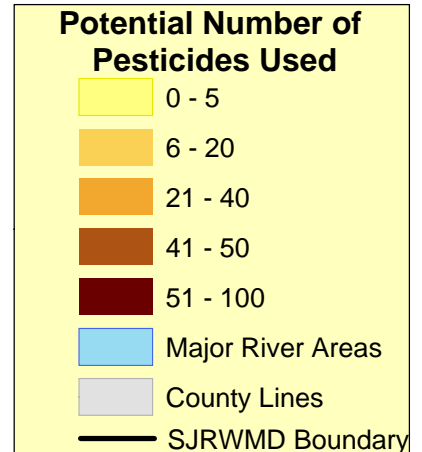 Potential Number of
Pesticides Used
0 - 5
6 - 20
21 - 40
41 - 50
51 - 100
Major River Areas
County Lines
SJRWMD Boundary